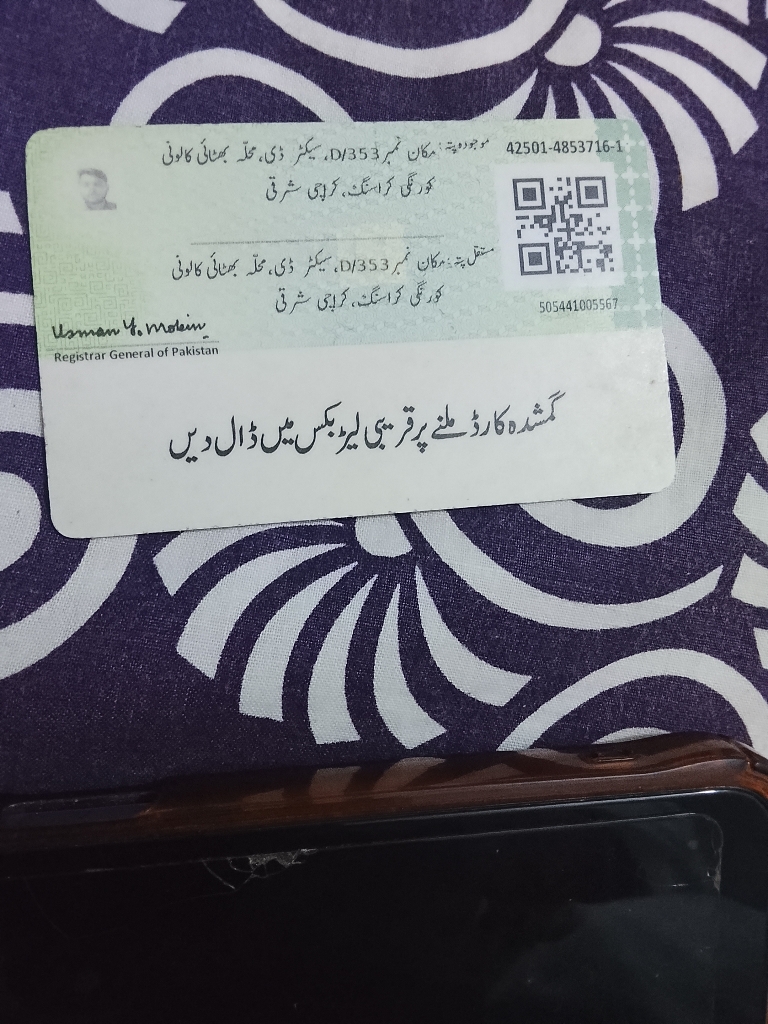 42501-4853716-1
موجودہ پتہ: مکان نمبر D/353، سیکٹر ڈی، محلہ بھٹائی کالونی
کورنگی کراسنگ، کراچی شرقی
مستقل پتہ: مکان نمبر D/353، سیکٹر ڈی، محلہ بھٹائی کالونی
کورنگی کراسنگ، کراچی شرقی
505441005567
Usman Y. Mobin
Registrar General of Pakistan
گمشدہ کارڈ ملنے پر قریبی لیٹر بکس میں ڈال دیں